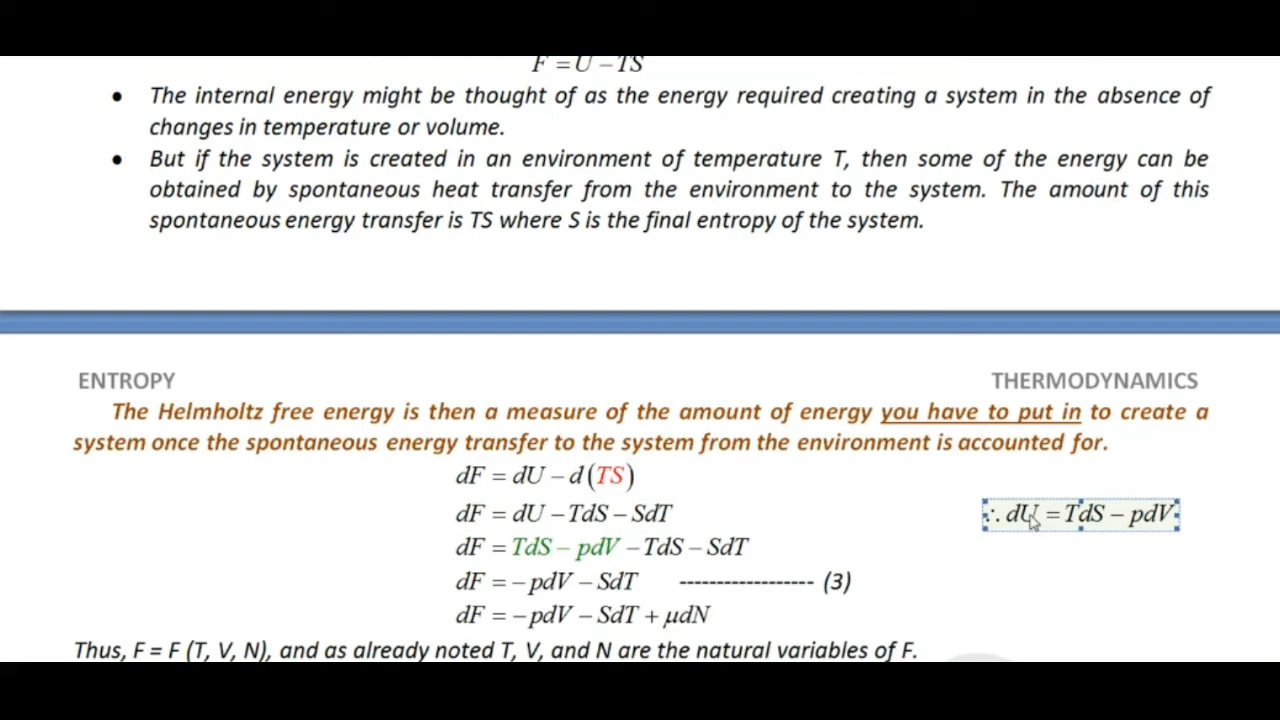 F = U – TS
• The internal energy might be thought of as the energy required creating a system in the absence of
changes in temperature or volume.
• But if the system is created in an environment of temperature T, then some of the energy can be
obtained by spontaneous heat transfer from the environment to the system. The amount of this
spontaneous energy transfer is TS where S is the final entropy of the system.
ENTROPY THERMODYNAMICS
The Helmholtz free energy is then a measure of the amount of energy you have to put in to create a
system once the spontaneous energy transfer to the system from the environment is accounted for.
dF = dU – d(TS)
dF = dU – TdS – SdT ∴ dU = TdS – pdV
dF = TdS – pdV – TdS – SdT
dF = – pdV – SdT ------------------ (3)
dF = – pdV – SdT + μdN
Thus, F = F (T, V, N), and as already noted T, V, and N are the natural variables of F.